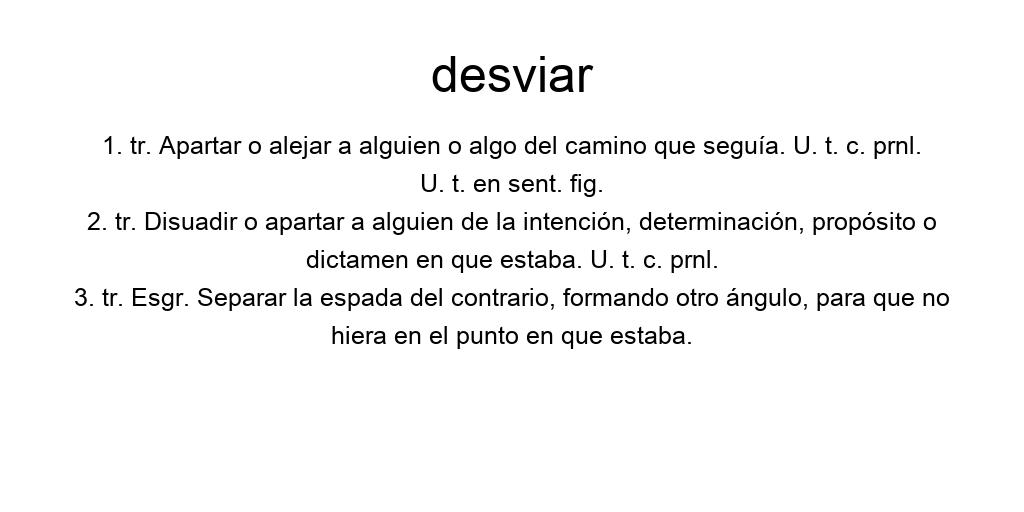 desviar
1. tr. Apartar o alejar a alguien o algo del camino que seguía. U. t. c. prnl.
U. t. en sent. fig.
2. tr. Disuadir o apartar a alguien de la intención, determinación, propósito o
dictamen en que estaba. U. t. c. prnl.
3. tr. Esgr. Separar la espada del contrario, formando otro ángulo, para que no
hiera en el punto en que estaba.